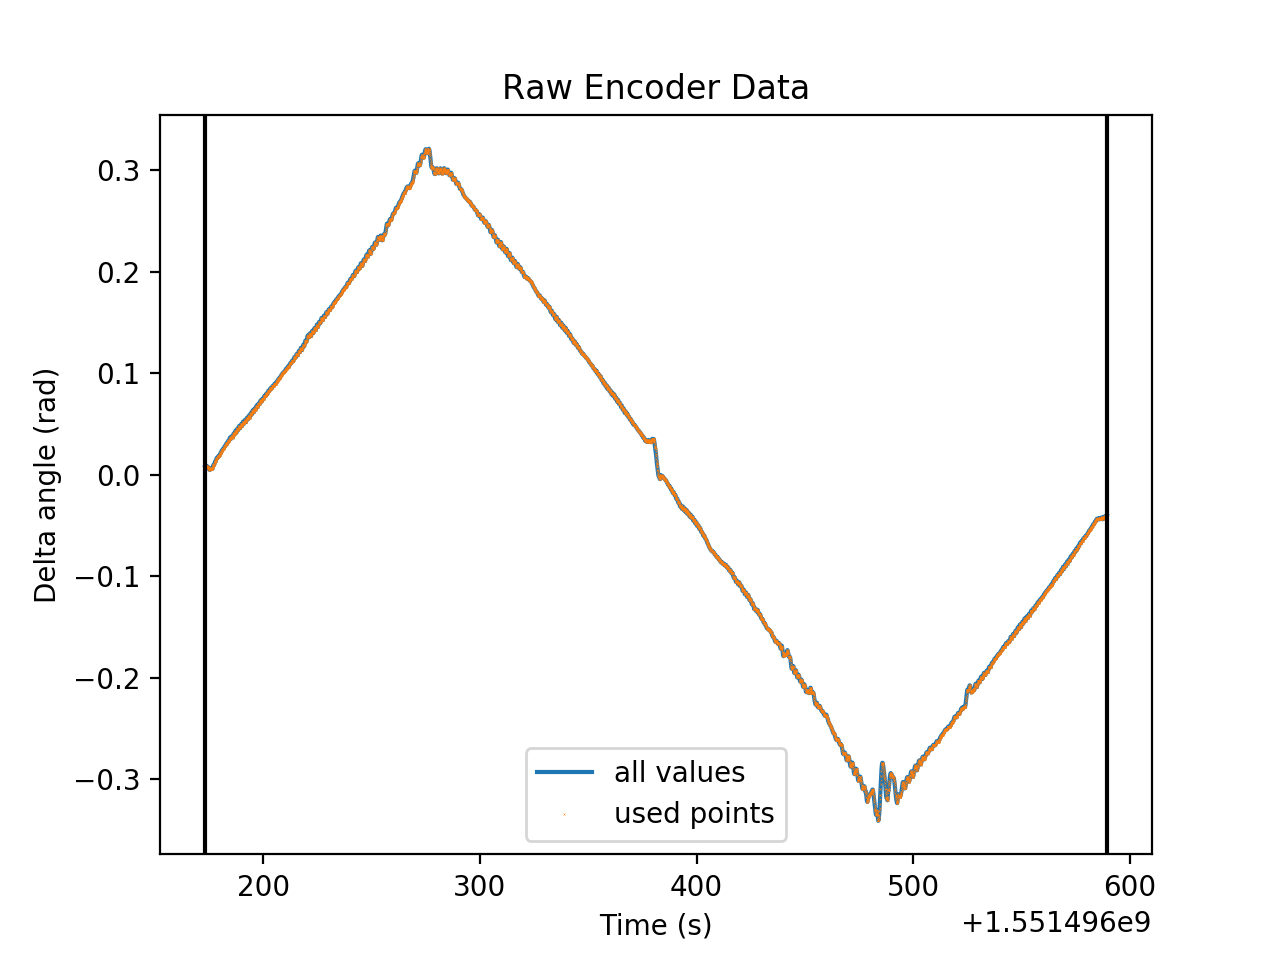 Raw Encoder Data
Delta angle (rad)
0.3
0.2
0.1
0.0
−0.1
−0.2
−0.3
all values
used points
200 300 400 500 600
Time (s)
+1.551496e9